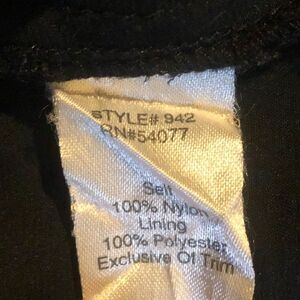 STYLE# 942
RN#54077
Self
100% Nylon
Lining
100% Polyester
Exclusive Of Trim